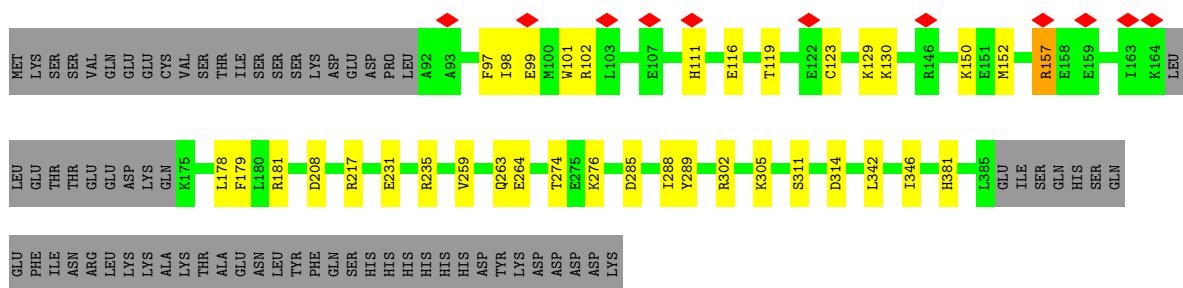 MET LYS SER SER VAL GLN GLU GLU CYS VAL SER THR ILE SER SER SER LYS ASP GLU ASP PRO LEU A92 A93 F97 I98 E99 M100 W101 R102 L103 E107 H111 E116 T119 E122 C123 K129 K130 R146 K150 E151 M152 R157 E158 E159 I163 K164 LEU
LEU GLU THR THR GLU GLU ASP LYS GLN K175 L178 F179 L180 R181 D208 R217 E231 R235 V259 Q263 E264 T274 E275 K276 D285 I288 Y289 R302 K305 S311 D314 L342 I346 H381 L385 GLU ILE SER GLN HIS SER GLN
GLU PHE ILE ASN ARG LEU LYS LYS ALA LYS THR ALA GLU ASN LEU TYR PHE GLN SER HIS HIS HIS HIS HIS HIS ASP TYR LYS ASP ASP ASP ASP LYS